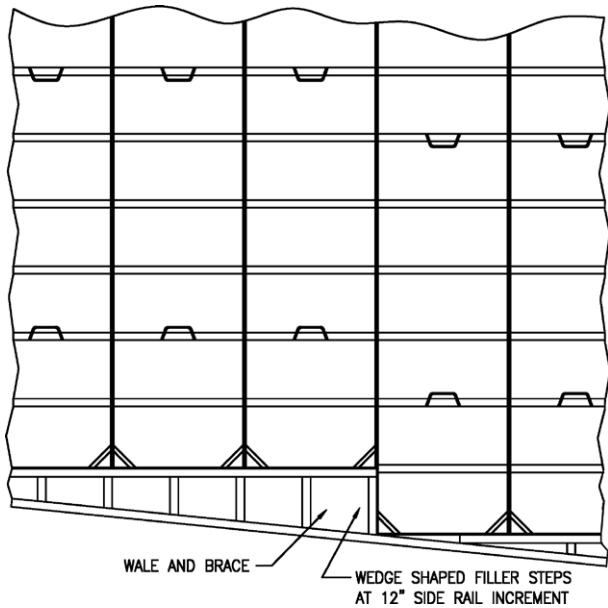 WALE AND BRACE
WEDGE SHAPED FILLER STEPS
AT 12" SIDE RAIL INCREMENT